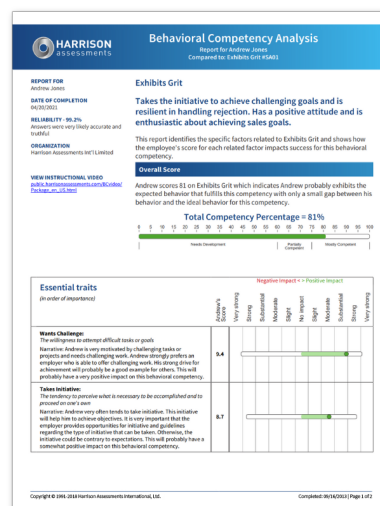 HARRISON
assessments
Behavioral Competency Analysis
Report for Andrew Jones
Compared to: Exhibits Grit #SA01
REPORT FOR
Andrew Jones
DATE OF COMPLETION
04/20/2021
RELIABILITY - 99.2%
Answers were very likely accurate and
truthful
ORGANIZATION
Harrison Assessments Int'l Limited
VIEW INSTRUCTIONAL VIDEO
public.harrisonassessments.com/BCvideo/
Package_en_US.html
Exhibits Grit
Takes the initiative to achieve challenging goals and is
resilient in handling rejection. Has a positive attitude and is
enthusiastic about achieving sales goals.
This report identifies the specific factors related to Exhibits Grit and shows how
the employee's score for each related factor impacts success for this behavioral
competency.
Overall Score
Andrew scores 81 on Exhibits Grit which indicates Andrew probably exhibits the
expected behavior that fulfills this competency with only a small gap between his
behavior and the ideal behavior for this competency.
Total Competency Percentage = 81%
0 5 10 15 20 25 30 35 40 45 50 55 60 65 70 75 80 85 90 95 100
Needs Development
Partially
Competent
Mostly Competent
Essential traits
(in order of importance)
Negative Impact < > Positive Impact
Andrew's
Score
Very strong
Strong
Substantial
Moderate
Slight
No impact
Slight
Moderate
Substantial
Strong
Very strong
Wants Challenge:
The willingness to attempt difficult tasks or goals
Narrative: Andrew is very motivated by challenging tasks or
projects and needs challenging work. Andrew strongly prefers an
employer who is able to offer challenging work. His strong drive for
achievement will probably be a good example for others. This will
probably have a very positive impact on this behavioral competency.
9.4
Takes Initiative:
The tendency to perceive what is necessary to be accomplished and to
proceed on one's own
Narrative: Andrew very often tends to take initiative. This initiative
will help him to achieve objectives. It is very important that the
employer provides opportunities for initiative and guidelines
regarding the type of initiative that can be taken. Otherwise, the
initiative could be contrary to expectations. This will probably have a
somewhat positive impact on this behavioral competency.
8.7
Copyright © 1991-2018 Harrison Assessments International, Ltd.
Completed: 09/16/2013 | Page 1 of 2